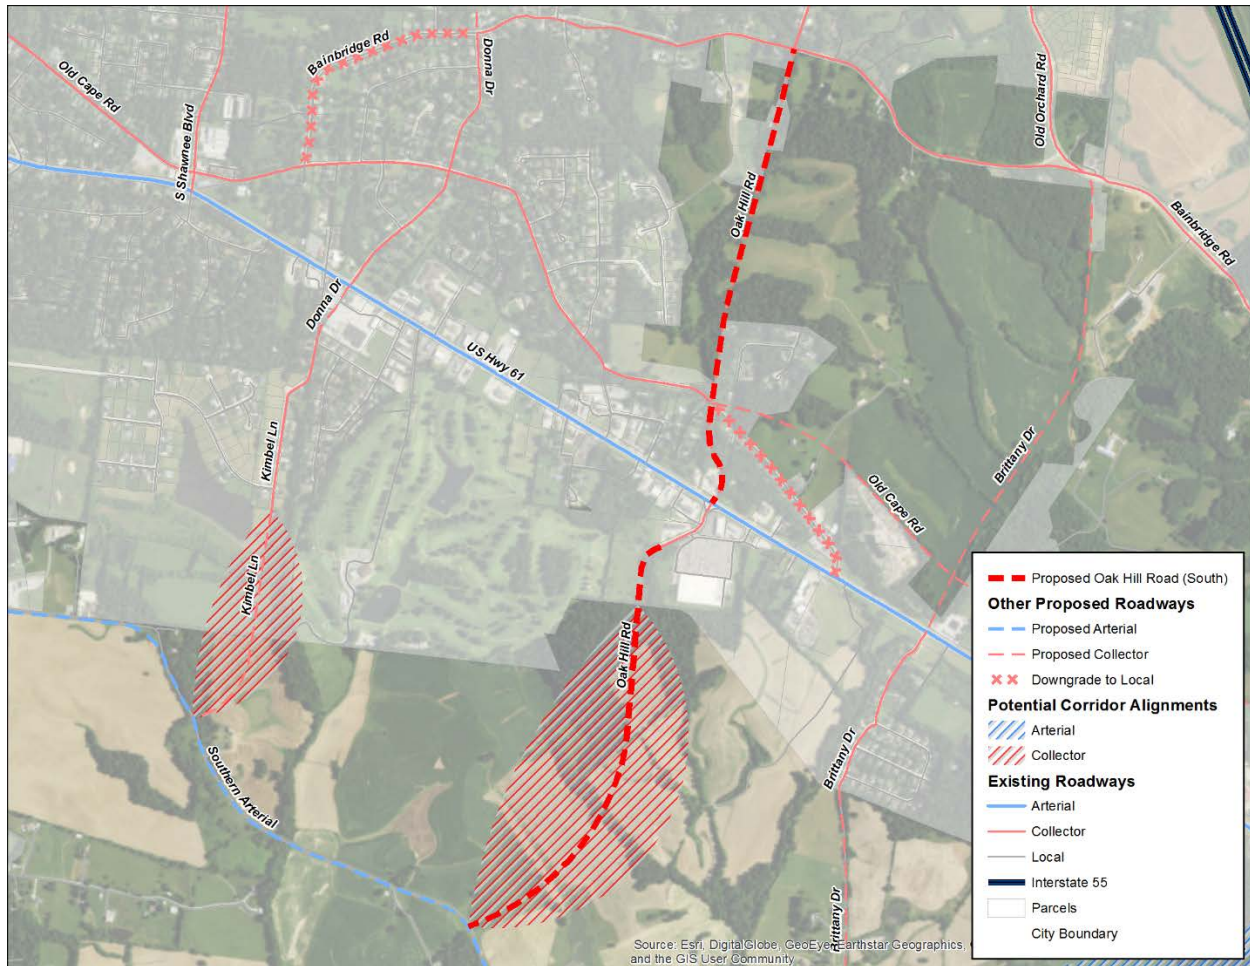 Bainbridge Rd
Donna Dr
Old Cape Rd
S Shawnee Blvd
Old Orchard Rd
Oak Hill Rd
Bainbridge Rd
Donna Dr
US Hwy 61
Kimbel Ln
Brittany Dr
Old Cape Rd
Kimbel Ln
Oak Hill Rd
Southern Arterial
Brittany Dr
Brittany Dr
Proposed Oak Hill Road (South)
Other Proposed Roadways
Proposed Arterial
Proposed Collector
Downgrade to Local
Potential Corridor Alignments
Arterial
Collector
Existing Roadways
Arterial
Collector
Local
Interstate 55
Parcels
City Boundary
Source: Esri, DigitalGlobe, GeoEye, Earthstar Geographics,
and the GIS User Community